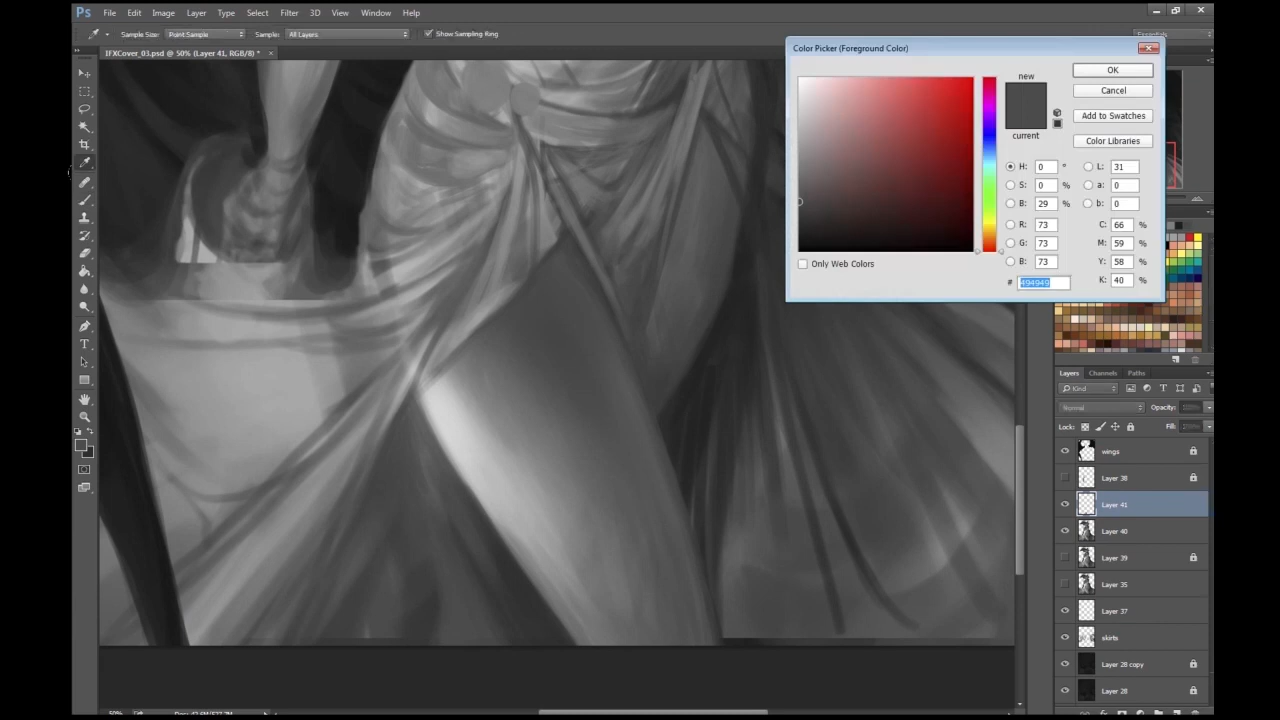 Ps File Edit Image Layer Type Select Filter 3D View Window Help
Sample Size: Point Sample Sample: All Layers Show Sampling Ring
Essentials
IFXCover_03.psd @ 50% (Layer 41, RGB/8) * ×
Color Picker (Foreground Color)
new
current
OK
Cancel
Add to Swatches
Color Libraries
H: 0 ° L: 31
S: 0 % a: 0
B: 29 % b: 0
R: 73 C: 66 %
G: 73 M: 59 %
B: 73 Y: 58 %
# 494949 K: 40 %
Only Web Colors
Layers Channels Paths
Kind
Normal Opacity:
Lock: Fill:
wings
Layer 38
Layer 41
Layer 40
Layer 39
Layer 35
Layer 37
skirts
Layer 28 copy
Layer 28
50%